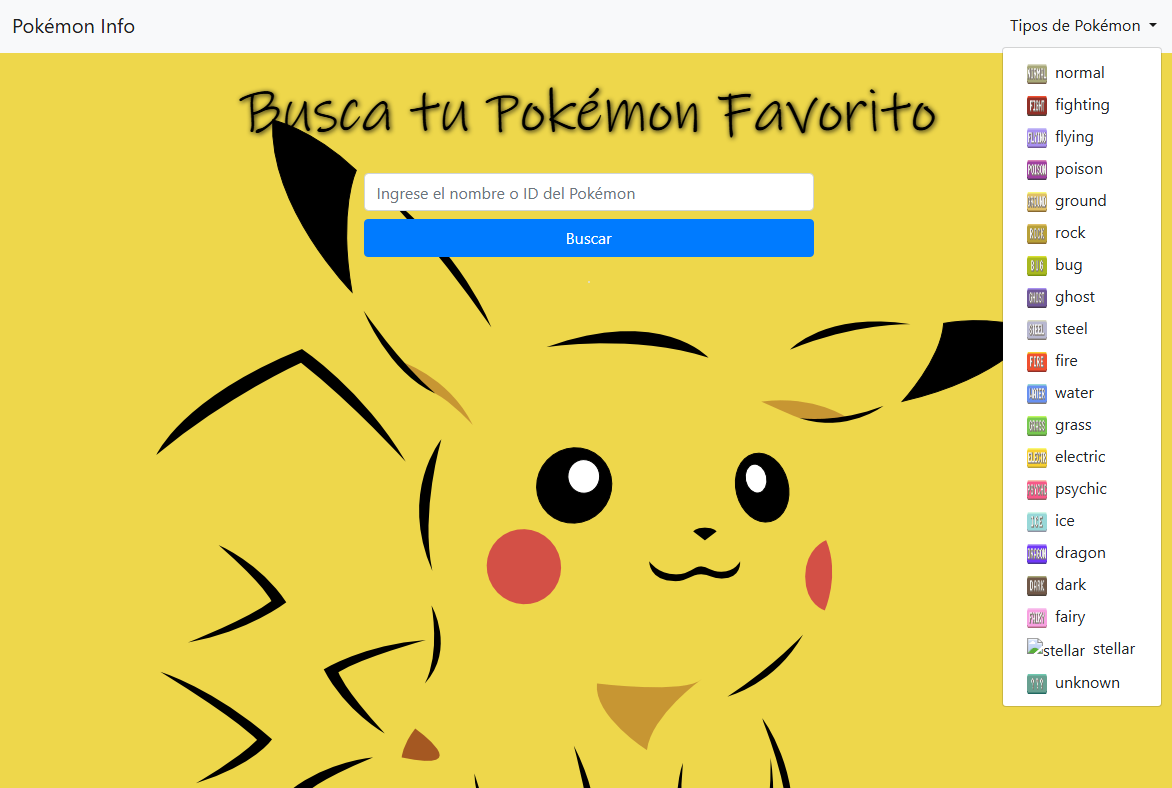 Pokémon Info
Tipos de Pokémon
Busca tu Pokémon Favorito
Ingrese el nombre o ID del Pokémon
Buscar
NORMAL normal
FIGHT fighting
FLYING flying
POISON poison
GROUND ground
ROCK rock
BUG bug
GHOST ghost
STEEL steel
FIRE fire
WATER water
GRASS grass
ELECTR electric
PSYCHC psychic
ICE ice
DRAGON dragon
DARK dark
FAIRY fairy
stellar stellar
??? unknown